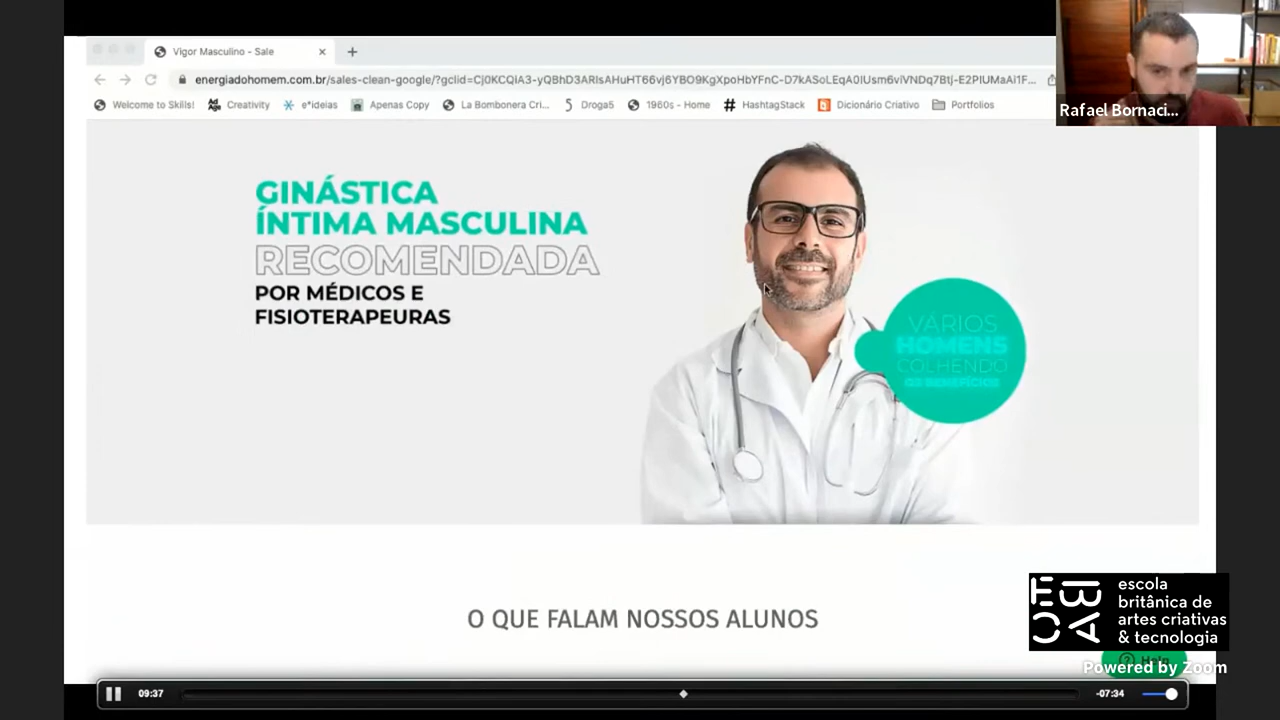 Vigor Masculino - Sale
energiadohomem.com.br/sales-clean-google/?gclid=Cj0KCQiA3-yQBhD3ARIsAHuHT66vj6YBO9KgXpoHbYFnC-D7kASoLEqA0IUsm6viVNDq7Btj-E2PIUMaAi1F...
Welcome to Skills!
Creativity
e*ideias
Apenas Copy
La Bombonera Cri...
Droga5
1960s - Home
HashtagStack
Dicionário Criativo
Portfolios
Rafael Bornaci...
GINÁSTICA
ÍNTIMA MASCULINA
RECOMENDADA
POR MÉDICOS E
FISIOTERAPEURAS
VÁRIOS
HOMENS
COLHENDO
OS BENEFÍCIOS
O QUE FALAM NOSSOS ALUNOS
escola
britânica de
artes criativas
& tecnologia
Help
Powered by Zoom
09:37
-07:34